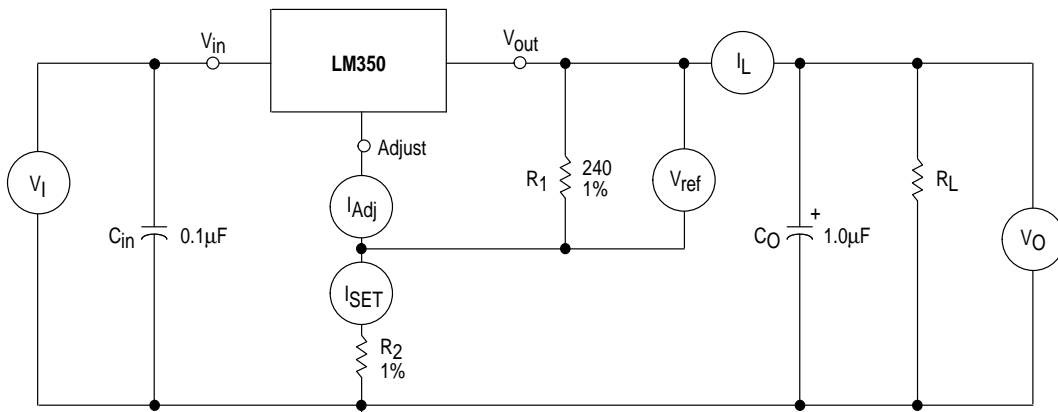 Vin
LM350
Vout
IL
Adjust
VI
Cin
0.1µF
IAdj
R1
240
1%
Vref
ISET
R2
1%
+
CO
1.0µF
RL
VO